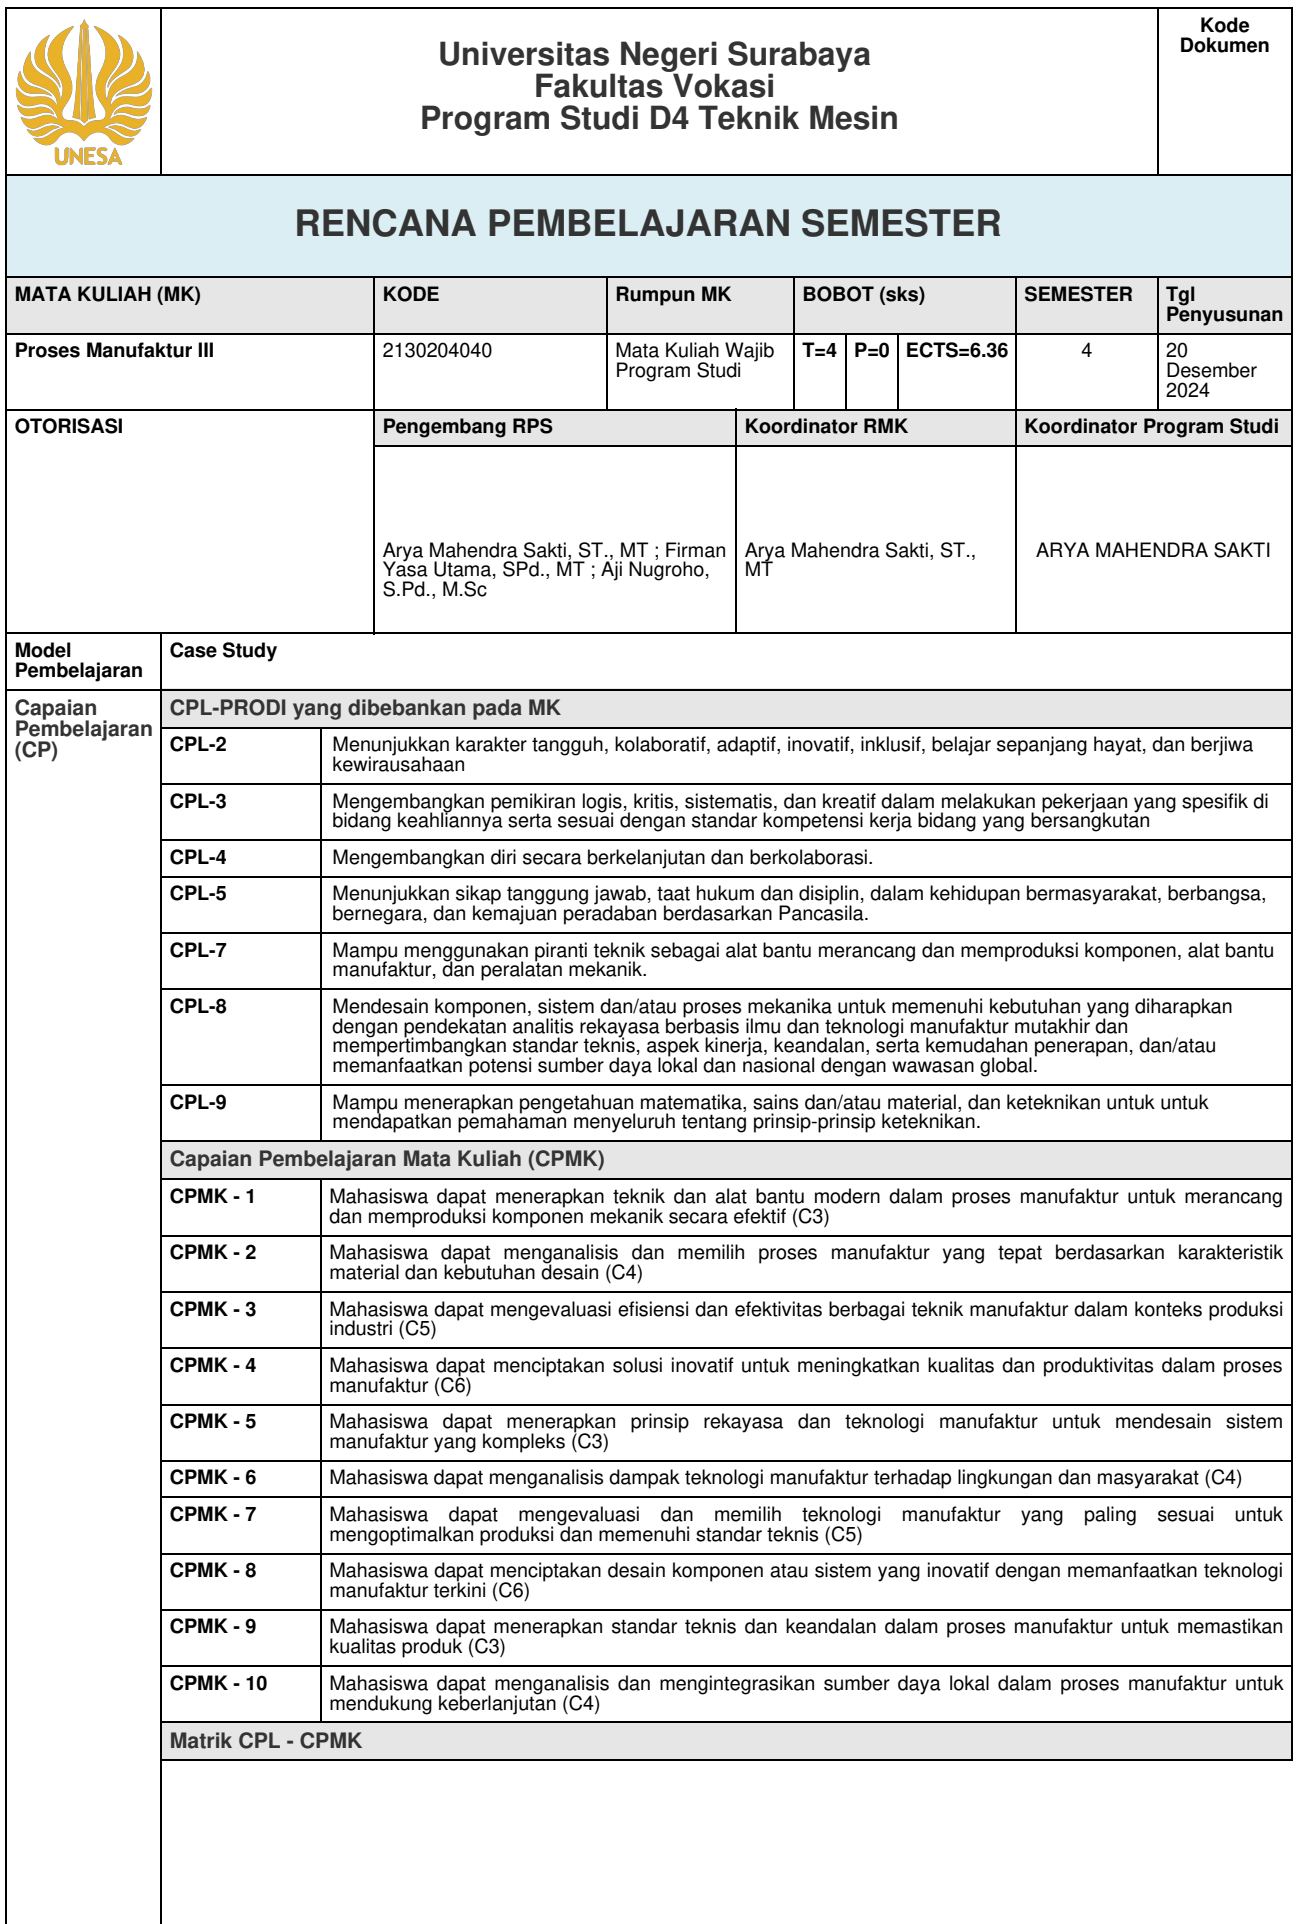 UNESA
Universitas Negeri Surabaya
Fakultas Vokasi
Program Studi D4 Teknik Mesin
Kode
Dokumen
RENCANA PEMBELAJARAN SEMESTER
MATA KULIAH (MK)
KODE
Rumpun MK
BOBOT (sks)
SEMESTER
Tgl
Penyusunan
Proses Manufaktur III
2130204040
Mata Kuliah Wajib
Program Studi
T=4
P=0
ECTS=6.36
4
20
Desember
2024
OTORISASI
Pengembang RPS
Koordinator RMK
Koordinator Program Studi
Arya Mahendra Sakti, ST., MT ; Firman
Yasa Utama, SPd., MT ; Aji Nugroho,
S.Pd., M.Sc
Arya Mahendra Sakti, ST.,
MT
ARYA MAHENDRA SAKTI
Model
Pembelajaran
Case Study
Capaian
Pembelajaran
(CP)
CPL-PRODI yang dibebankan pada MK
CPL-2
Menunjukkan karakter tangguh, kolaboratif, adaptif, inovatif, inklusif, belajar sepanjang hayat, dan berjiwa
kewirausahaan
CPL-3
Mengembangkan pemikiran logis, kritis, sistematis, dan kreatif dalam melakukan pekerjaan yang spesifik di
bidang keahliannya serta sesuai dengan standar kompetensi kerja bidang yang bersangkutan
CPL-4
Mengembangkan diri secara berkelanjutan dan berkolaborasi.
CPL-5
Menunjukkan sikap tanggung jawab, taat hukum dan disiplin, dalam kehidupan bermasyarakat, berbangsa,
bernegara, dan kemajuan peradaban berdasarkan Pancasila.
CPL-7
Mampu menggunakan piranti teknik sebagai alat bantu merancang dan memproduksi komponen, alat bantu
manufaktur, dan peralatan mekanik.
CPL-8
Mendesain komponen, sistem dan/atau proses mekanika untuk memenuhi kebutuhan yang diharapkan
dengan pendekatan analitis rekayasa berbasis ilmu dan teknologi manufaktur mutakhir dan
mempertimbangkan standar teknis, aspek kinerja, keandalan, serta kemudahan penerapan, dan/atau
memanfaatkan potensi sumber daya lokal dan nasional dengan wawasan global.
CPL-9
Mampu menerapkan pengetahuan matematika, sains dan/atau material, dan keteknikan untuk untuk
mendapatkan pemahaman menyeluruh tentang prinsip-prinsip keteknikan.
Capaian Pembelajaran Mata Kuliah (CPMK)
CPMK - 1
Mahasiswa dapat menerapkan teknik dan alat bantu modern dalam proses manufaktur untuk merancang
dan memproduksi komponen mekanik secara efektif (C3)
CPMK - 2
Mahasiswa dapat menganalisis dan memilih proses manufaktur yang tepat berdasarkan karakteristik
material dan kebutuhan desain (C4)
CPMK - 3
Mahasiswa dapat mengevaluasi efisiensi dan efektivitas berbagai teknik manufaktur dalam konteks produksi
industri (C5)
CPMK - 4
Mahasiswa dapat menciptakan solusi inovatif untuk meningkatkan kualitas dan produktivitas dalam proses
manufaktur (C6)
CPMK - 5
Mahasiswa dapat menerapkan prinsip rekayasa dan teknologi manufaktur untuk mendesain sistem
manufaktur yang kompleks (C3)
CPMK - 6
Mahasiswa dapat menganalisis dampak teknologi manufaktur terhadap lingkungan dan masyarakat (C4)
CPMK - 7
Mahasiswa dapat mengevaluasi dan memilih teknologi manufaktur yang paling sesuai untuk
mengoptimalkan produksi dan memenuhi standar teknis (C5)
CPMK - 8
Mahasiswa dapat menciptakan desain komponen atau sistem yang inovatif dengan memanfaatkan teknologi
manufaktur terkini (C6)
CPMK - 9
Mahasiswa dapat menerapkan standar teknis dan keandalan dalam proses manufaktur untuk memastikan
kualitas produk (C3)
CPMK - 10
Mahasiswa dapat menganalisis dan mengintegrasikan sumber daya lokal dalam proses manufaktur untuk
mendukung keberlanjutan (C4)
Matrik CPL - CPMK